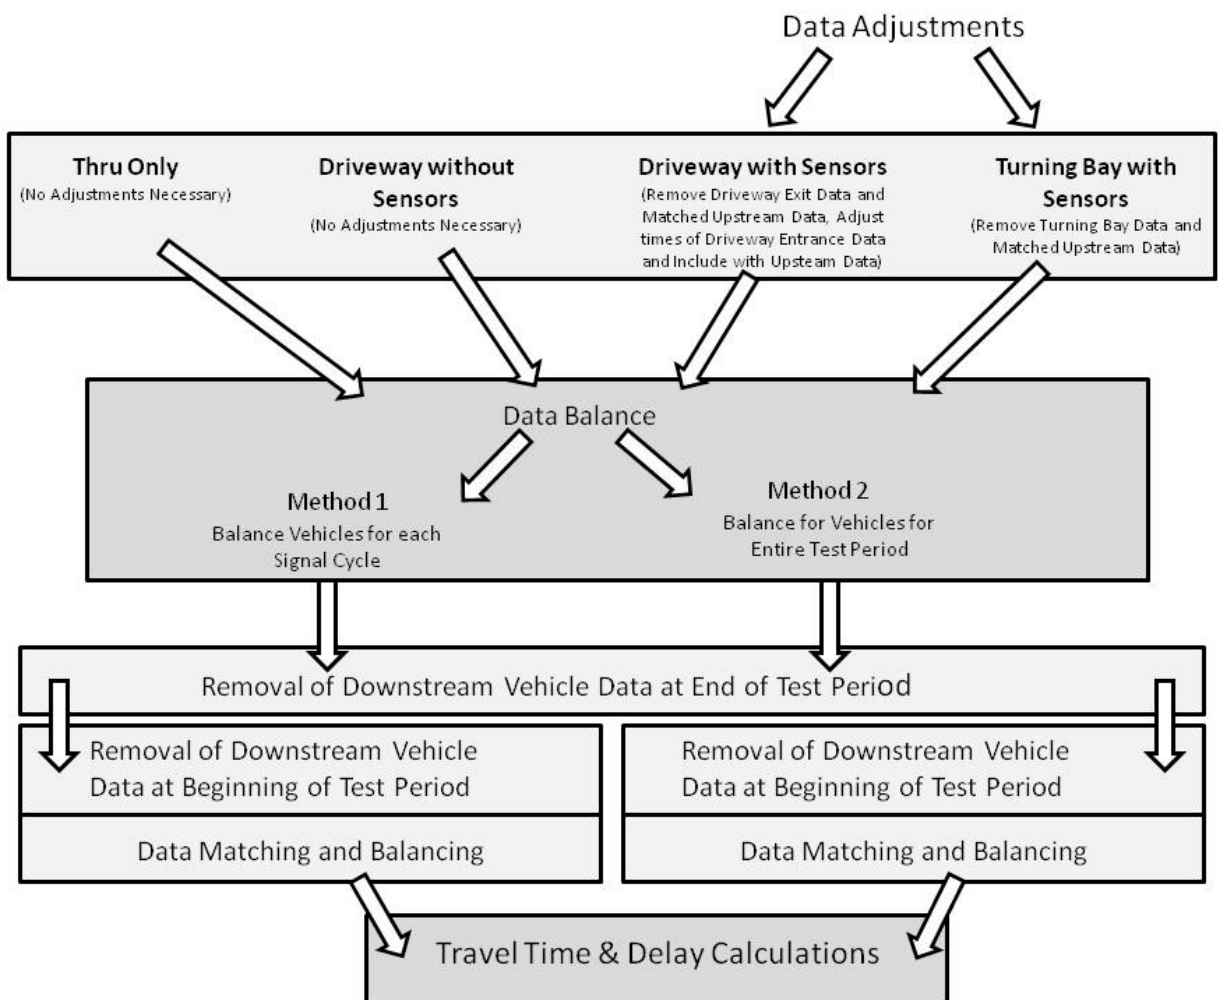 Data Adjustments
Thru Only
(No Adjustments Necessary)
Driveway without
Sensors
(No Adjustments Necessary)
Driveway with Sensors
(Remove Driveway Exit Data and
Matched Upstream Data, Adjust
times of Driveway Entrance Data
and Include with Upsteam Data)
Turning Bay with
Sensors
(Remove Turning Bay Data and
Matched Upstream Data)
Data Balance
Method 1
Balance Vehicles for each
Signal Cycle
Method 2
Balance for Vehicles for
Entire Test Period
Removal of Downstream Vehicle Data at End of Test Period
Removal of Downstream Vehicle
Data at Beginning of Test Period
Data Matching and Balancing
Removal of Downstream Vehicle
Data at Beginning of Test Period
Data Matching and Balancing
Travel Time & Delay Calculations